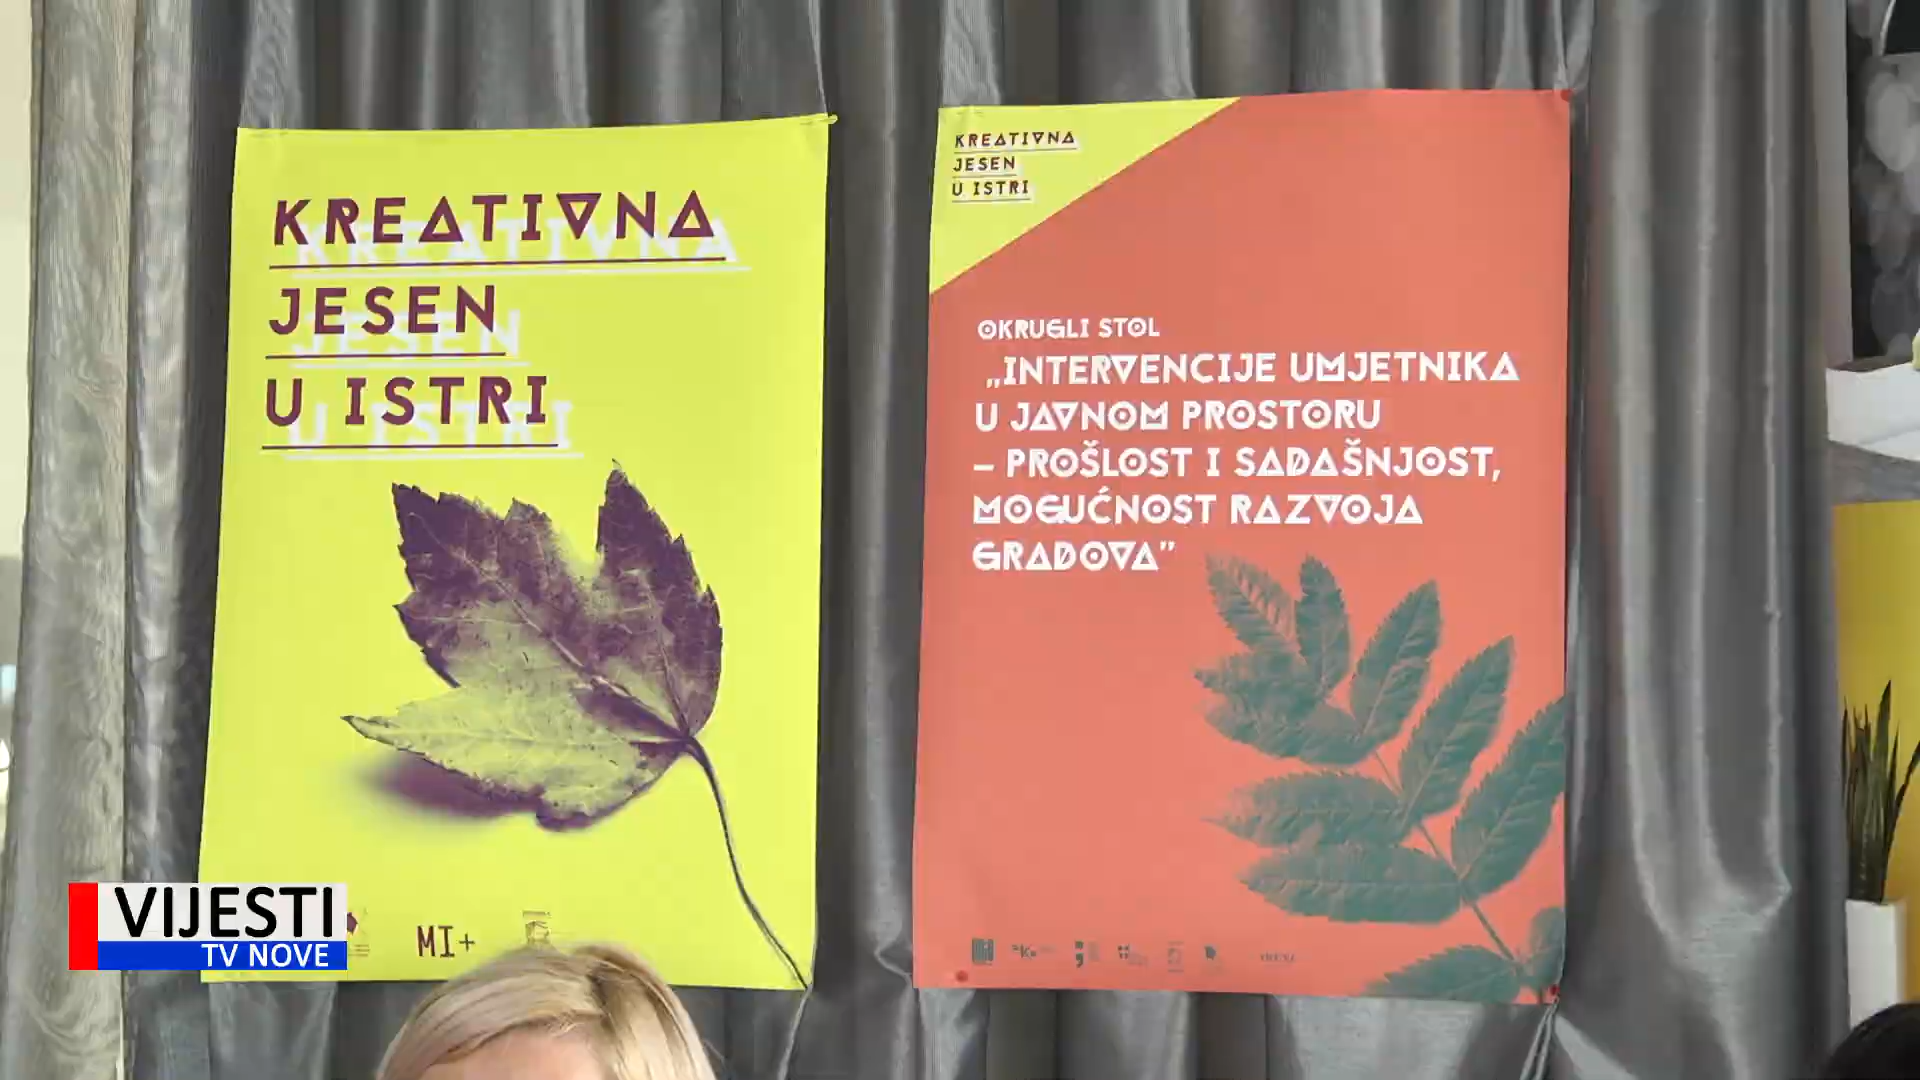 KREATIVNA
JESEN
U ISTRI
MI+
KREATIVNA
JESEN
U ISTRI
OKRUGLI STOL
„INTERVENCIJE UMJETNIKA
U JAVNOM PROSTORU
– PROŠLOST I SADAŠNJOST,
MOGUĆNOST RAZVOJA
GRADOVA”
VIJESTI
TV NOVE